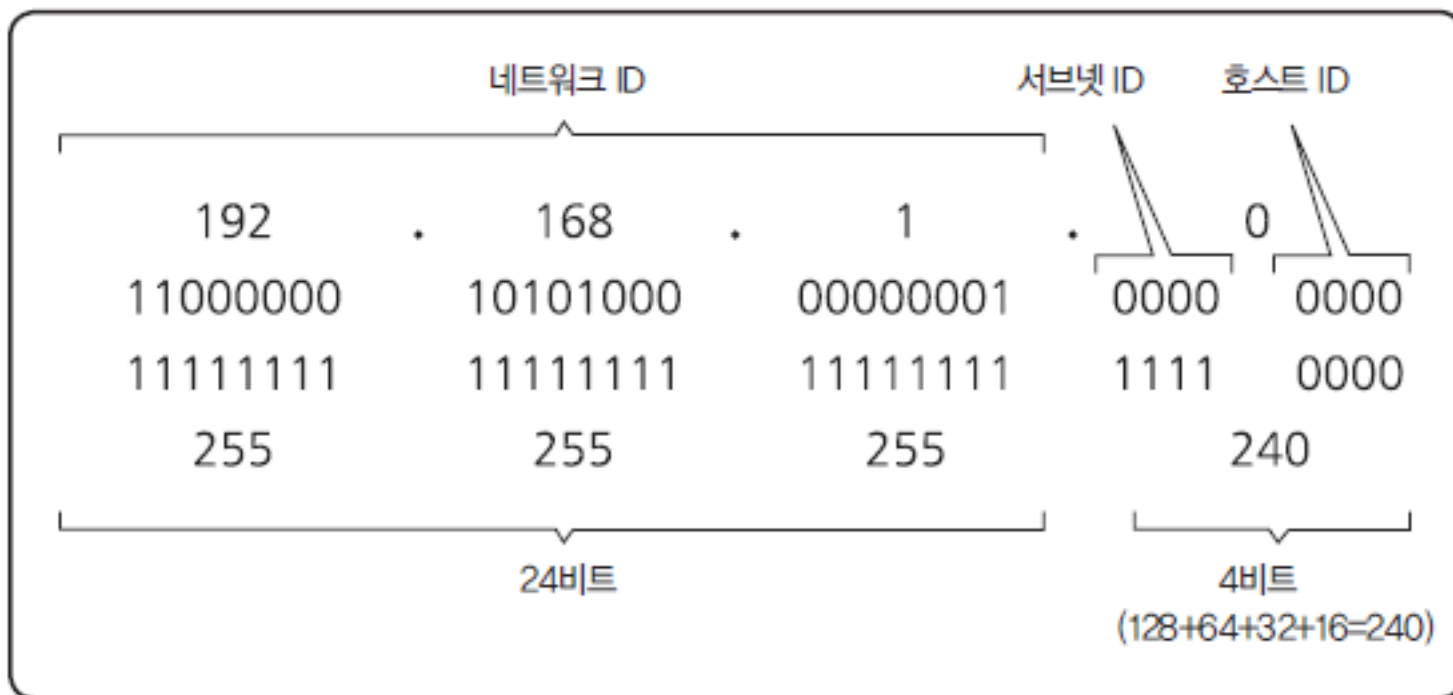 네트워크 ID 서브넷 ID 호스트 ID
192 . 168 . 1 . 0
11000000 10101000 00000001 0000 0000
11111111 11111111 11111111 1111 0000
255 255 255 240
24비트 4비트
(128+64+32+16=240)